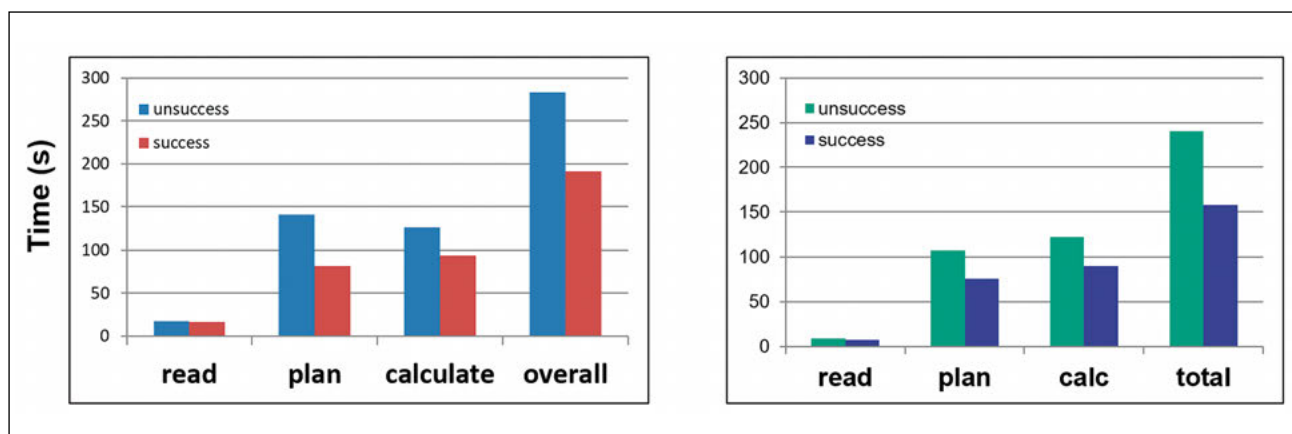 Time (s)
300
250
200
150
100
50
0
unsuccess
success
read plan calculate overall
300
250
200
150
100
50
0
unsuccess
success
read plan calc total